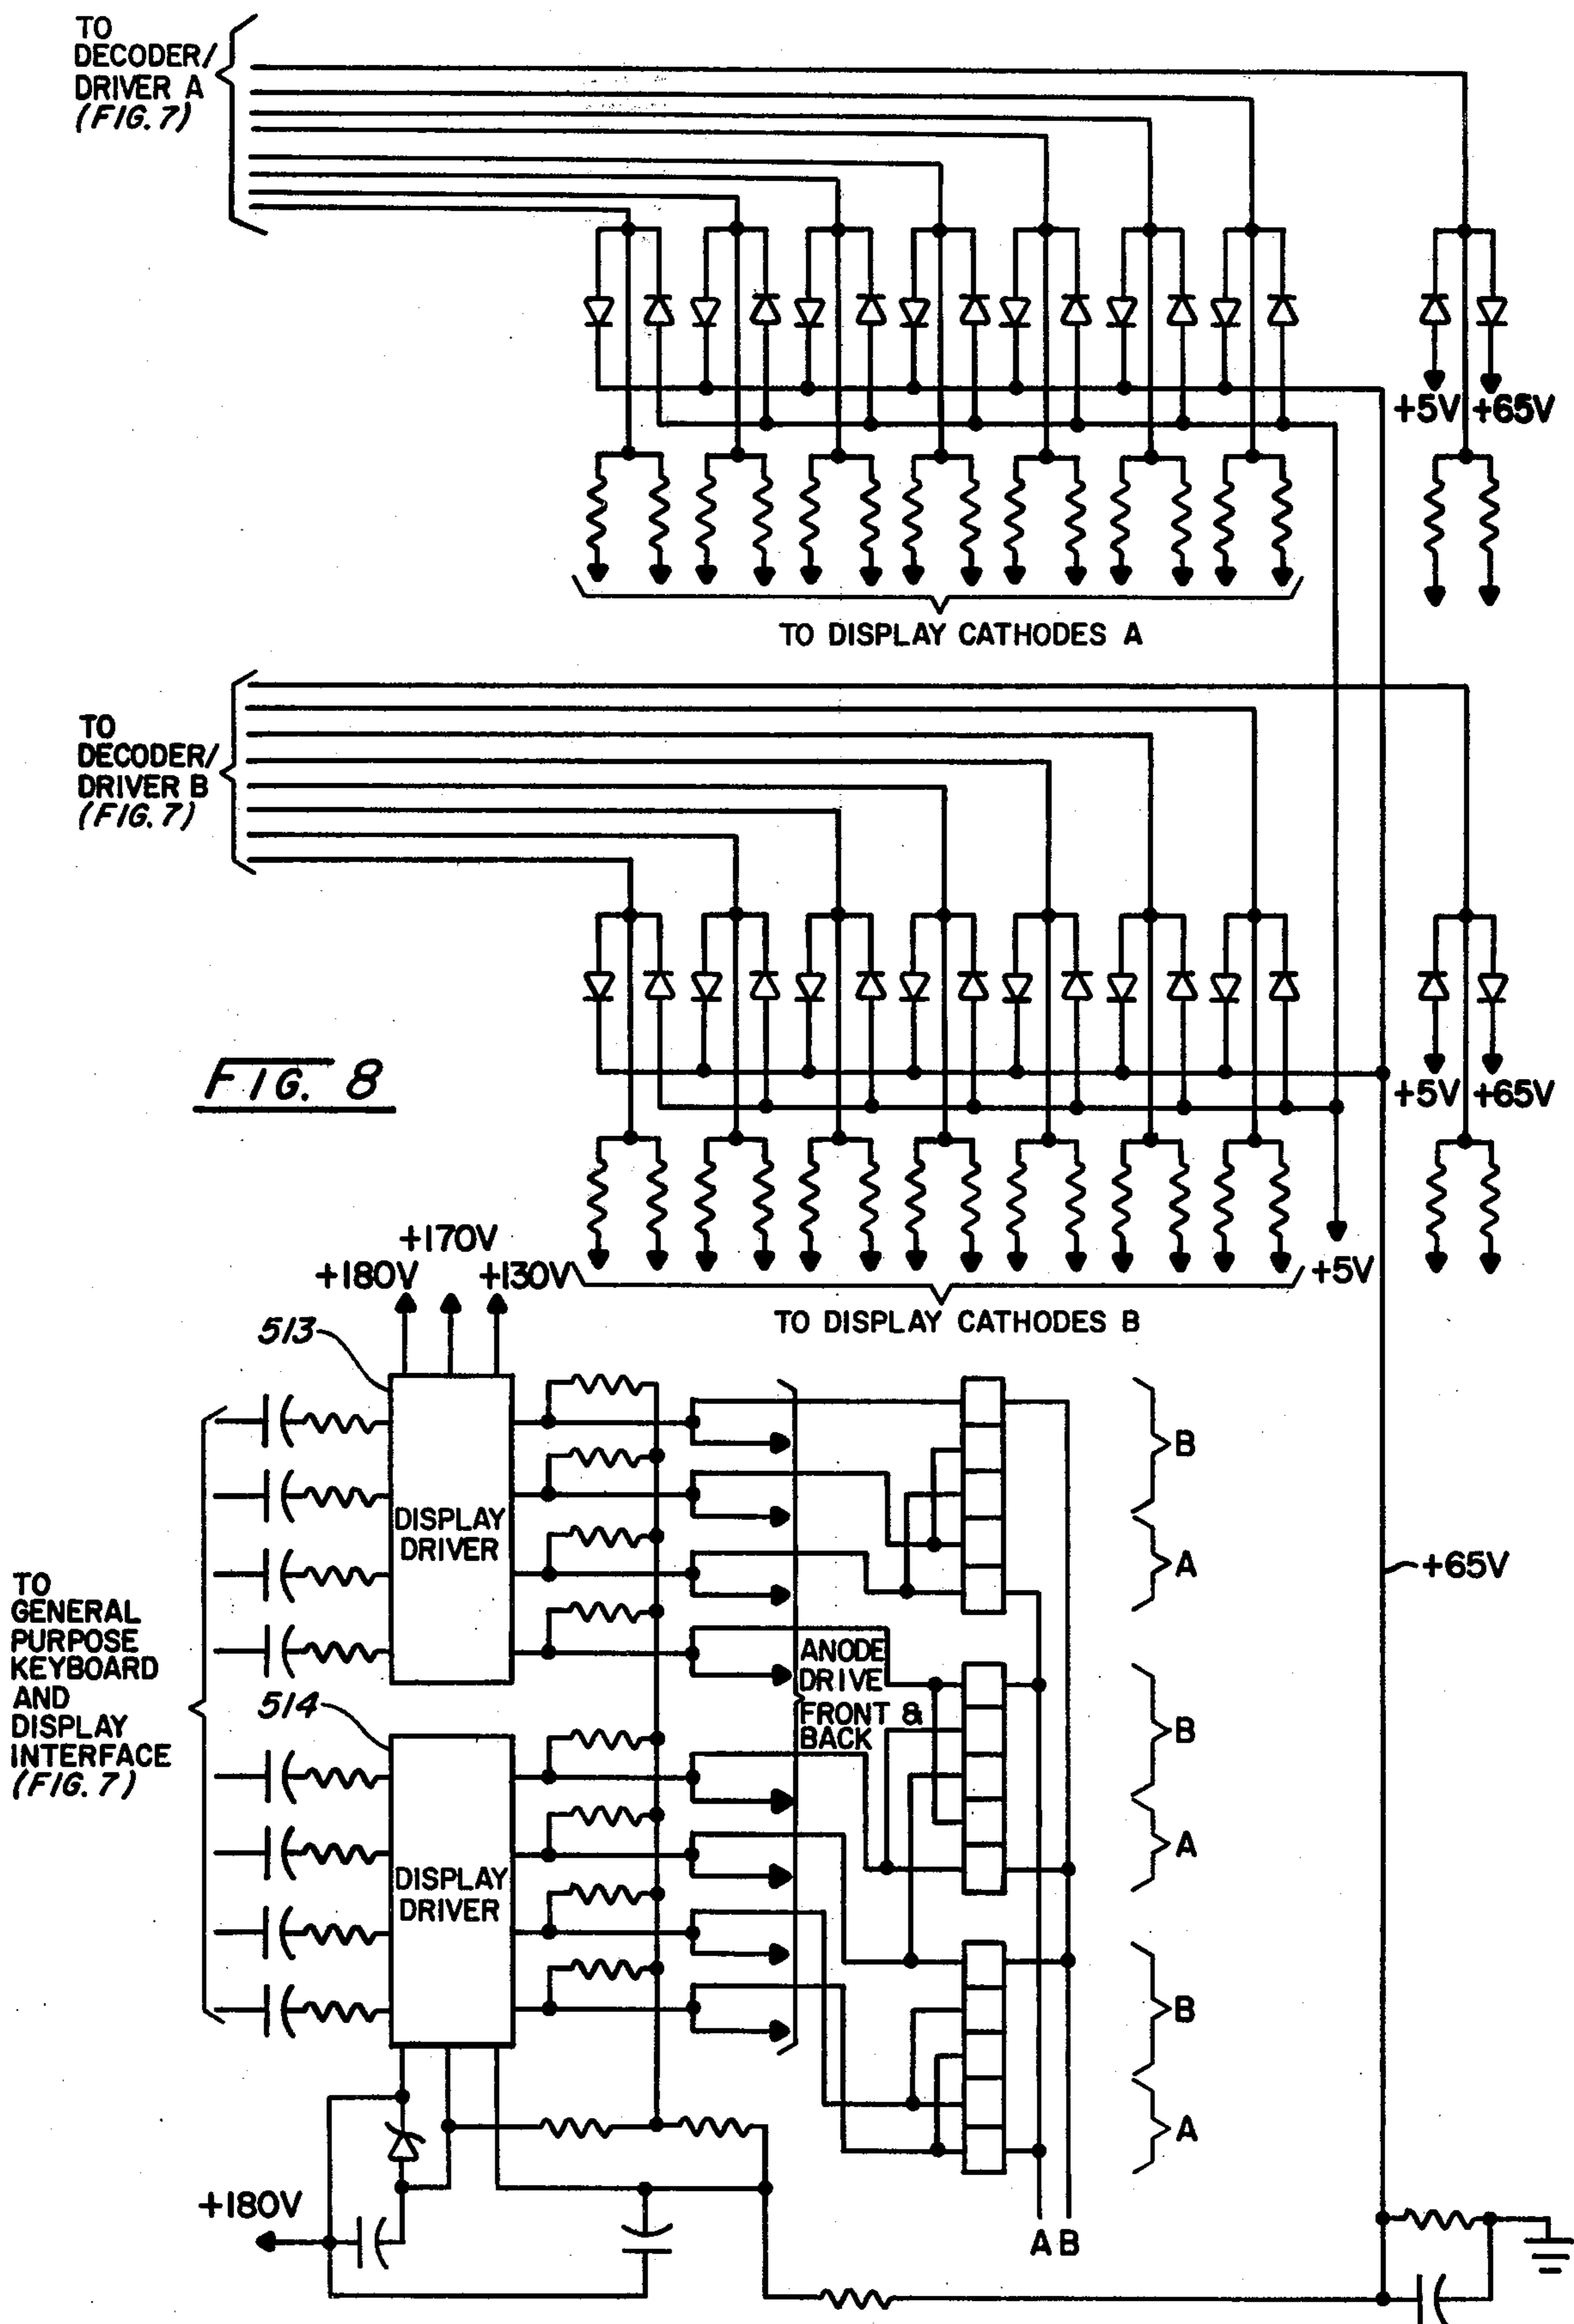 TO
DECODER/
DRIVER A
(FIG. 7)
+5V +65V
TO DISPLAY CATHODES A
TO
DECODER/
DRIVER B
(FIG. 7)
+5V +65V
FIG. 8
+170V
+180V +130V
+5V
TO DISPLAY CATHODES B
513
B
DISPLAY
DRIVER
A
+65V
TO
GENERAL
PURPOSE
KEYBOARD
AND
DISPLAY
INTERFACE
(FIG. 7)
ANODE
DRIVE
FRONT &
BACK
514
B
A
DISPLAY
DRIVER
B
A
+180V
A B